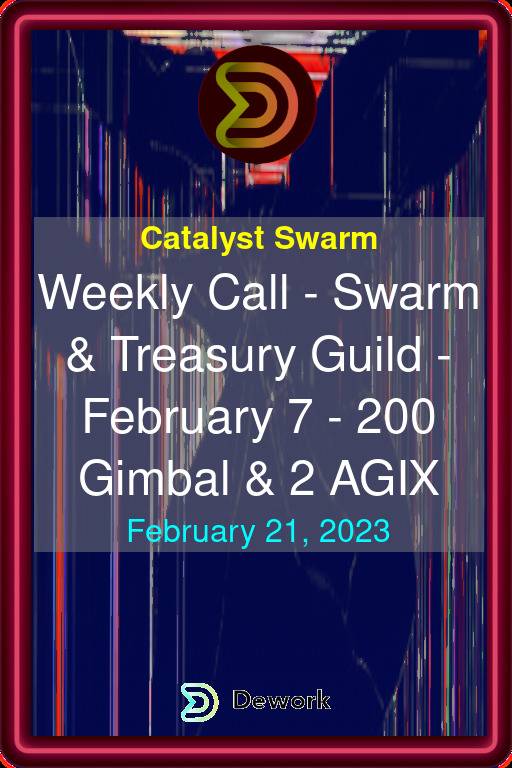 Catalyst Swarm
Weekly Call - Swarm
& Treasury Guild -
February 7 - 200
Gimbal & 2 AGIX
February 21, 2023
Dework